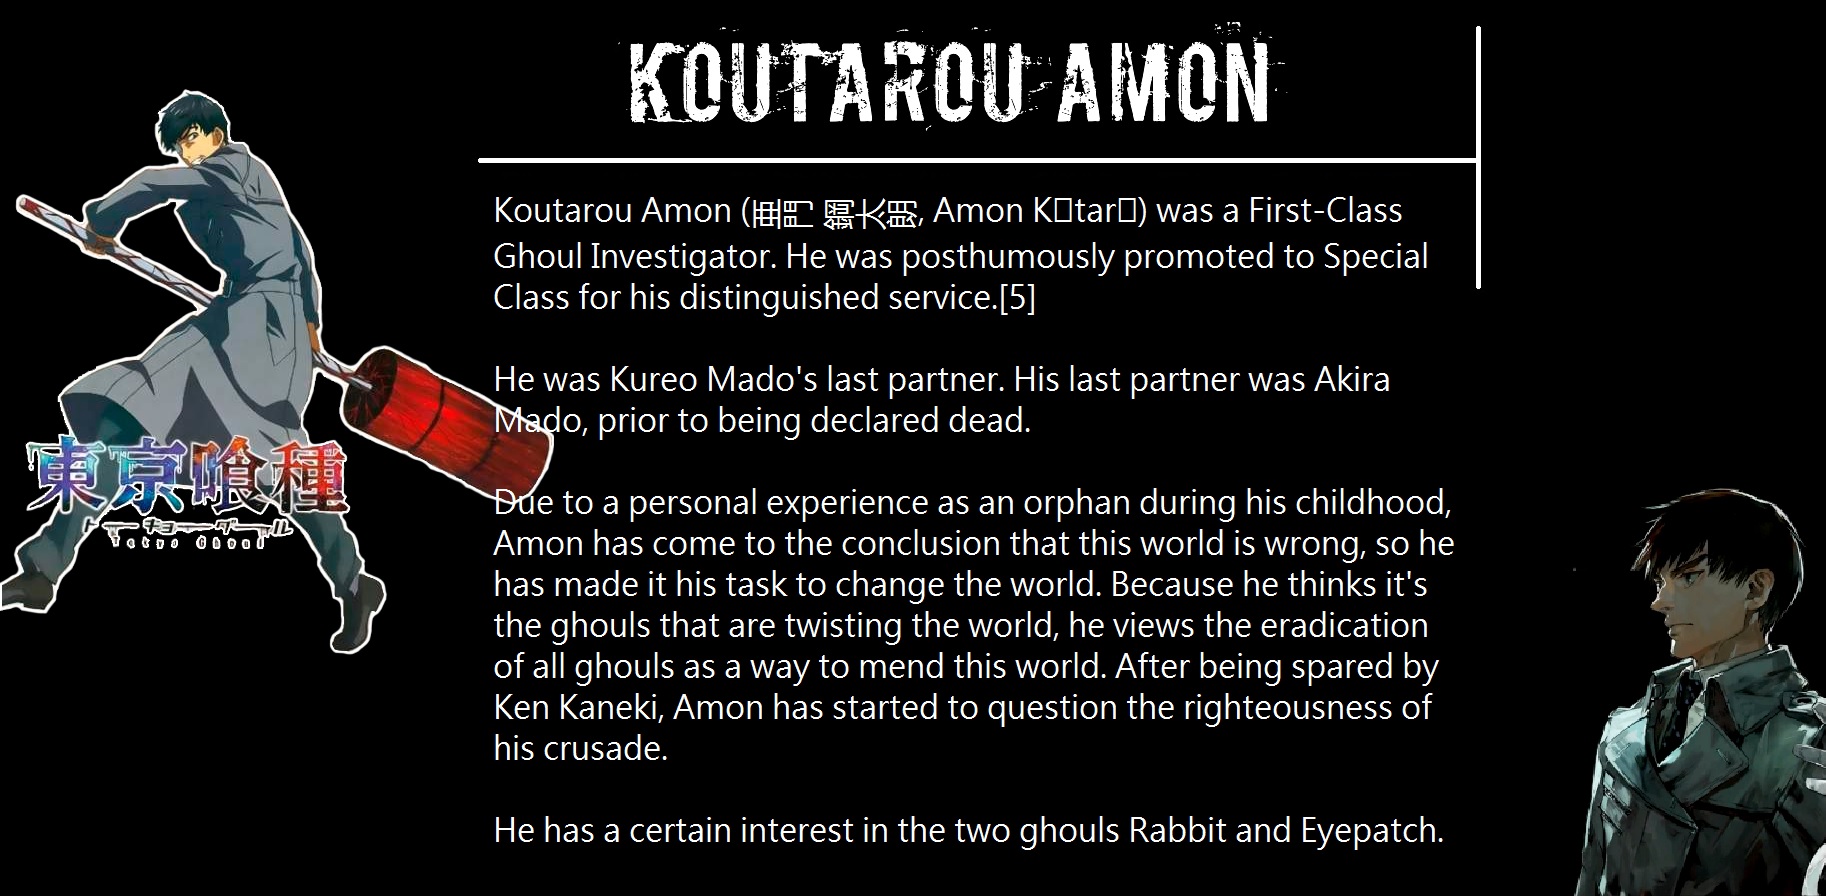 KOUTAROU AMON
Koutarou Amon (亜門 鋼太朗, Amon K□tar□) was a First-Class
Ghoul Investigator. He was posthumously promoted to Special
Class for his distinguished service.[5]
He was Kureo Mado's last partner. His last partner was Akira
Mado, prior to being declared dead.
Due to a personal experience as an orphan during his childhood,
Amon has come to the conclusion that this world is wrong, so he
has made it his task to change the world. Because he thinks it's
the ghouls that are twisting the world, he views the eradication
of all ghouls as a way to mend this world. After being spared by
Ken Kaneki, Amon has started to question the righteousness of
his crusade.
He has a certain interest in the two ghouls Rabbit and Eyepatch.
東京喰種
トーキョーグール
Tokyo Ghoul